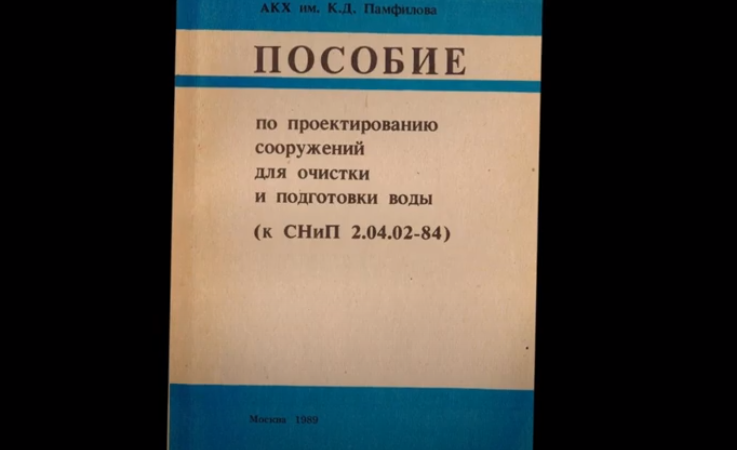 АКХ им. К.Д. Памфилова
ПОСОБИЕ
по проектированию
сооружений
для очистки
и подготовки воды
(к СНиП 2.04.02-84)
Москва 1989